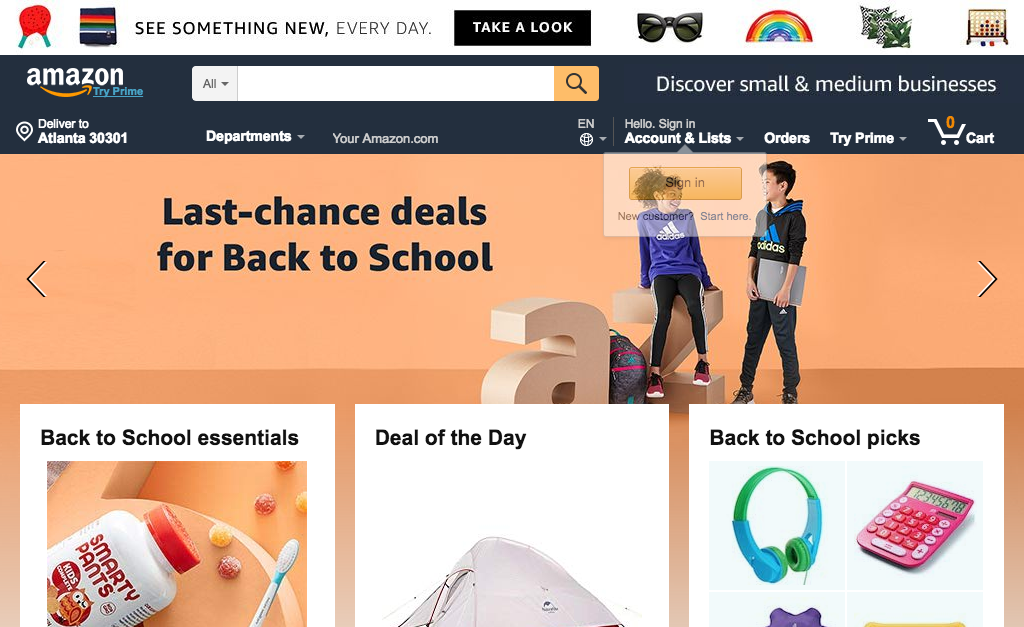 SEE SOMETHING NEW, EVERY DAY.
TAKE A LOOK
amazon
Try Prime
All
Discover small & medium businesses
Deliver to
Atlanta 30301
Departments
Your Amazon.com
EN
Hello. Sign in
Account & Lists
Orders
Try Prime
0
Cart
Sign in
New customer? Start here.
Last-chance deals
for Back to School
adidas
adidas
a
z
Back to School essentials
Deal of the Day
Back to School picks
SMARTY
PANTS
KIDS
COMPLETE
12345678